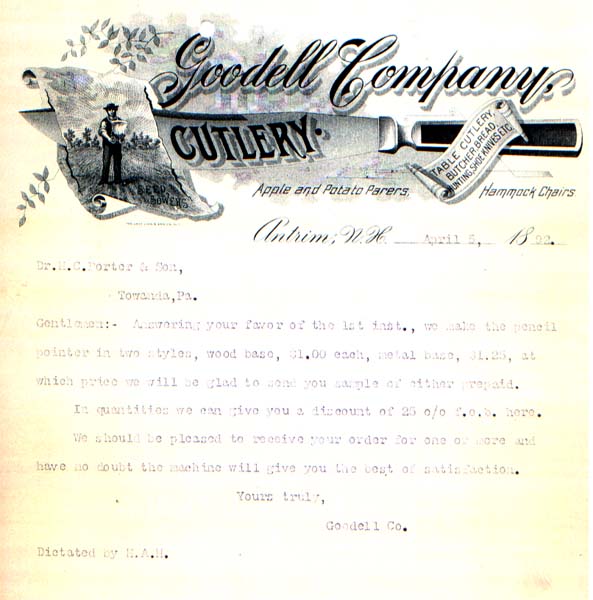 Goodell Company,
CUTLERY.
SEED
SOWERS
TABLE CUTLERY,
BUTCHER, BREAD,
HUNTING, SHOE KNIVES ETC.
Apple and Potato Parers, Hammock Chairs
Antrim, N.H. April 5, 1892.
Dr. H.C. Porter & Son,
Towanda, Pa.
Gentlemen:- Answering your favor of the 1st inst., we make the pencil
pointer in two styles, wood base, $1.00 each, metal base, $1.25, at
which price we will be glad to send you sample of either prepaid.
In quantities we can give you a discount of 25 o/o f.o.b. here.
We should be pleased to receive your order for one or more and
have no doubt the machine will give you the best of satisfaction.
Yours truly,
Goodell Co.
Dictated by H.A.H.